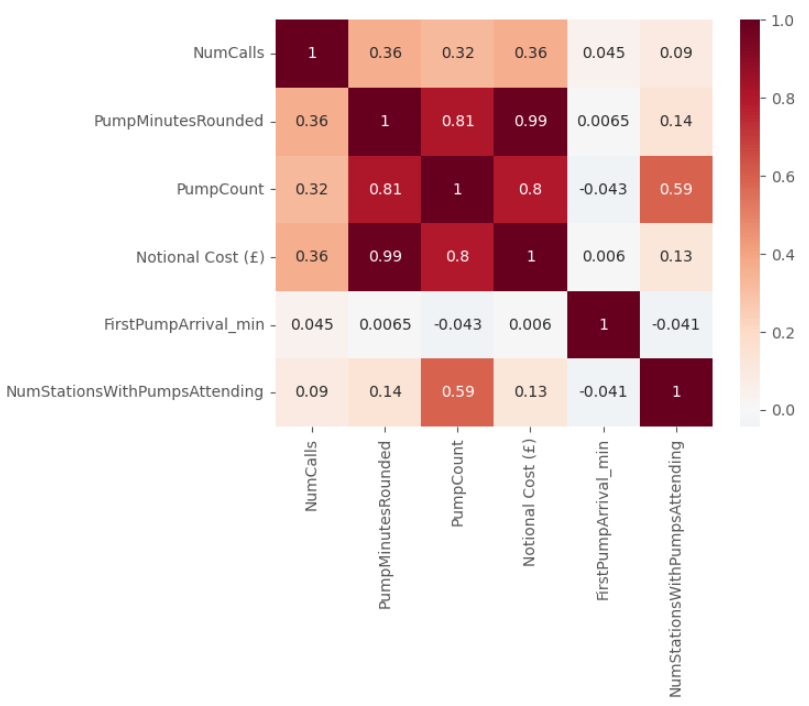 NumCalls 1 0.36 0.32 0.36 0.045 0.09
PumpMinutesRounded 0.36 1 0.81 0.99 0.0065 0.14
PumpCount 0.32 0.81 1 0.8 -0.043 0.59
Notional Cost (£) 0.36 0.99 0.8 1 0.006 0.13
FirstPumpArrival_min 0.045 0.0065 -0.043 0.006 1 -0.041
NumStationsWithPumpsAttending 0.09 0.14 0.59 0.13 -0.041 1
NumCalls
PumpMinutesRounded
PumpCount
Notional Cost (£)
FirstPumpArrival_min
NumStationsWithPumpsAttending
1.0
0.8
0.6
0.4
0.2
0.0